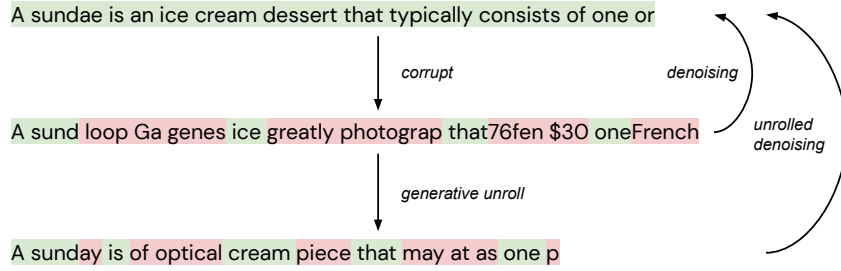 A sundae is an ice cream dessert that typically consists of one or
corrupt
denoising
A sund loop Ga genes ice greatly photograp that76fen $30 oneFrench
unrolled
denoising
generative unroll
A sunday is of optical cream piece that may at as one p